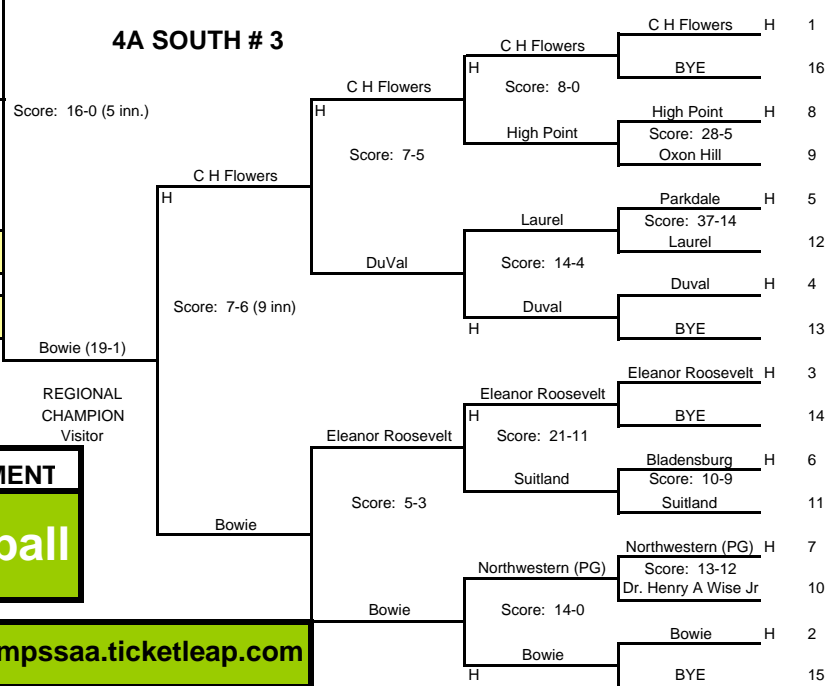 C H Flowers H 1
4A SOUTH # 3
C H Flowers
H
BYE 16
C H Flowers
Score: 8-0
Score: 16-0 (5 inn.)
H
High Point H 8
High Point
Score: 28-5
Score: 7-5
Oxon Hill 9
C H Flowers
H
Parkdale H 5
Laurel
Score: 37-14
Laurel 12
DuVal
Score: 14-4
Duval H 4
Score: 7-6 (9 inn)
Duval
H
BYE 13
Bowie (19-1)
Eleanor Roosevelt H 3
REGIONAL
CHAMPION
Visitor
Eleanor Roosevelt
H
BYE 14
Eleanor Roosevelt
Score: 21-11
Bladensburg H 6
MENT
Suitland
Score: 10-9
Score: 5-3
Suitland 11
Bowie
ball
Northwestern (PG) H 7
Northwestern (PG)
Score: 13-12
Dr. Henry A Wise Jr 10
Bowie
Score: 14-0
Bowie H 2
mpssaa.ticketleap.com
Bowie
H
BYE 15